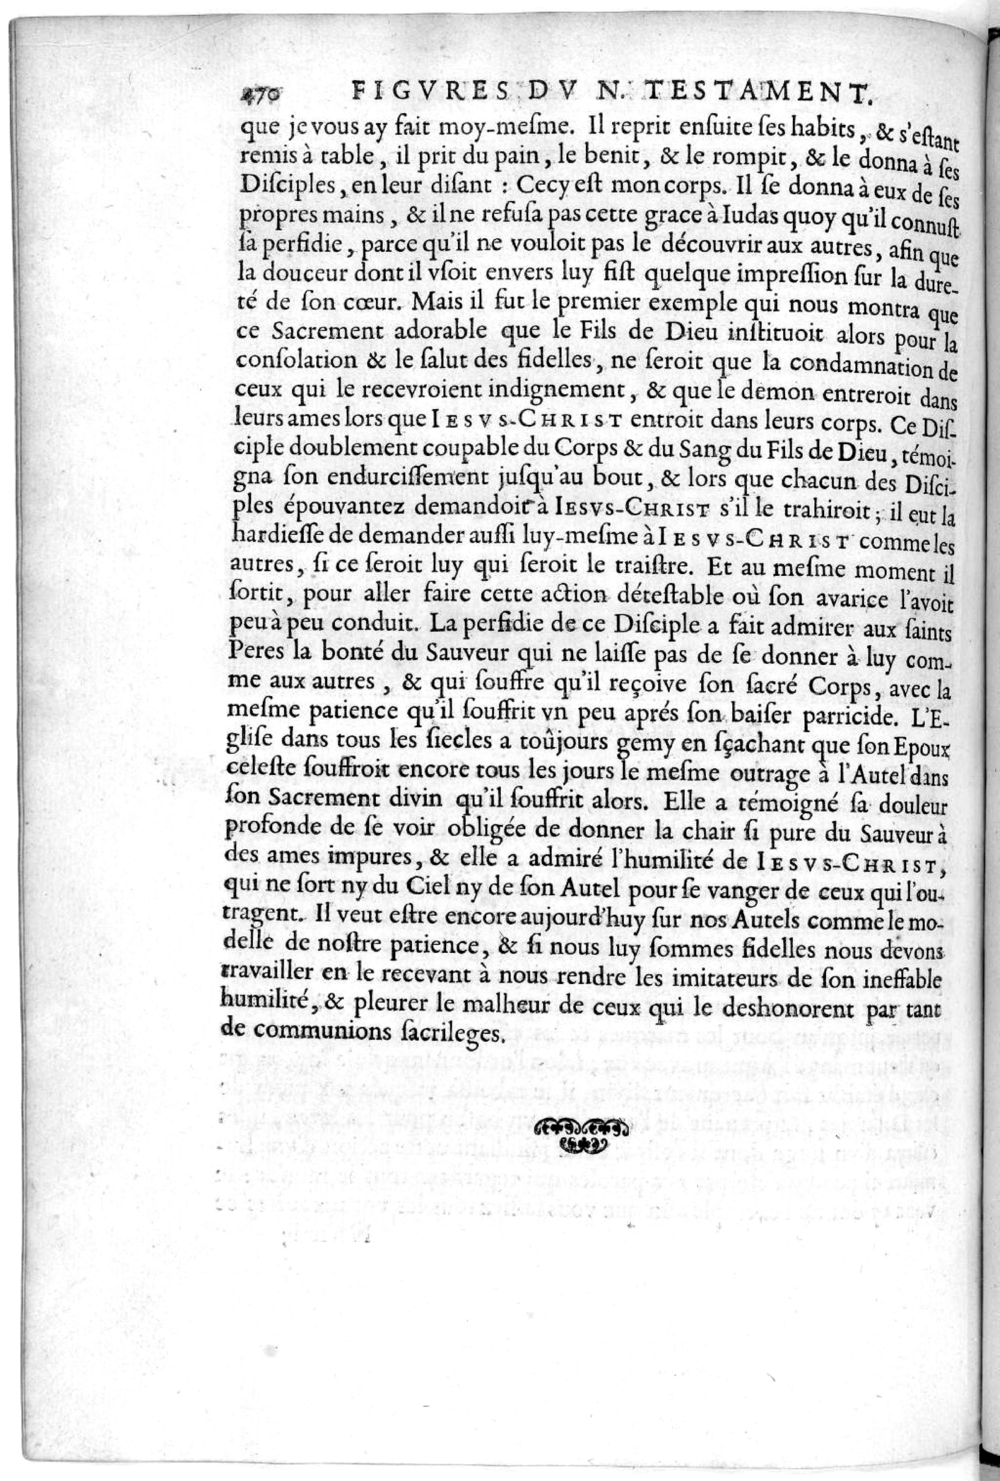 470 FIGVRES DV N. TESTAMENT.
que je vous ay fait moy-meſme. Il reprit enſuite ſes habits, & s'eſtant
remis à table, il prit du pain, le benit, & le rompit, & le donna à ſes
Diſciples, en leur diſant : Cecy eſt mon corps. Il ſe donna à eux de ſes
propres mains, & il ne refuſa pas cette grace à Iudas quoy qu'il connuſt
ſa perfidie, parce qu'il ne vouloit pas le découvrir aux autres, afin que
la douceur dont il vſoit envers luy fiſt quelque impreſſion ſur la dure-
té de ſon cœur. Mais il fut le premier exemple qui nous montra que
ce Sacrement adorable que le Fils de Dieu inſtituoit alors pour la
conſolation & le ſalut des fidelles, ne ſeroit que la condamnation de
ceux qui le recevroient indignement, & que le demon entreroit dans
leurs ames lors que IESVS-CHRIST entroit dans leurs corps. Ce Diſ-
ciple doublement coupable du Corps & du Sang du Fils de Dieu, témoi-
gna ſon endurciſſement juſqu'au bout, & lors que chacun des Diſci-
ples épouvantez demandoit à IESVS-CHRIST s'il le trahiroit ; il eut la
hardieſſe de demander auſſi luy-meſme à IESVS-CHRIST comme les
autres, ſi ce ſeroit luy qui ſeroit le traiſtre. Et au meſme moment il
ſortit, pour aller faire cette action déteſtable où ſon avarice l'avoit
peu à peu conduit. La perfidie de ce Diſciple a fait admirer aux ſaints
Peres la bonté du Sauveur qui ne laiſſe pas de ſe donner à luy com-
me aux autres, & qui ſouffre qu'il reçoive ſon ſacré Corps, avec la
meſme patience qu'il ſouffrit vn peu aprés ſon baiſer parricide. L'E-
gliſe dans tous les ſiecles a toûjours gemy en ſçachant que ſon Epoux
celeſte ſouffroit encore tous les jours le meſme outrage à l'Autel dans
ſon Sacrement divin qu'il ſouffrit alors. Elle a témoigné ſa douleur
profonde de ſe voir obligée de donner la chair ſi pure du Sauveur à
des ames impures, & elle a admiré l'humilité de IESVS-CHRIST,
qui ne ſort ny du Ciel ny de ſon Autel pour ſe vanger de ceux qui l'ou-
tragent. Il veut eſtre encore aujourd'huy ſur nos Autels comme le mo-
delle de noſtre patience, & ſi nous luy ſommes fidelles nous devons
travailler en le recevant à nous rendre les imitateurs de ſon ineffable
humilité, & pleurer le malheur de ceux qui le deshonorent par tant
de communions ſacrileges.